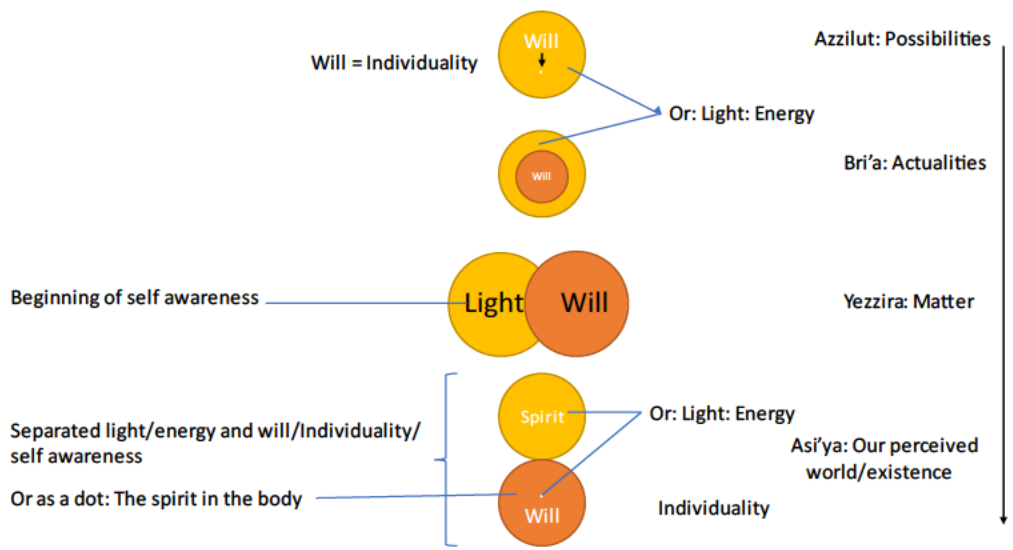 Will
Azzilut: Possibilities
Will = Individuality
Or: Light: Energy
Will
Bri'a: Actualities
Beginning of self awareness
Light
Will
Yezzira: Matter
Spirit
Or: Light: Energy
Separated light/energy and will/Individuality/
self awareness
Asi'ya: Our perceived
world/existence
Or as a dot: The spirit in the body
Will
Individuality